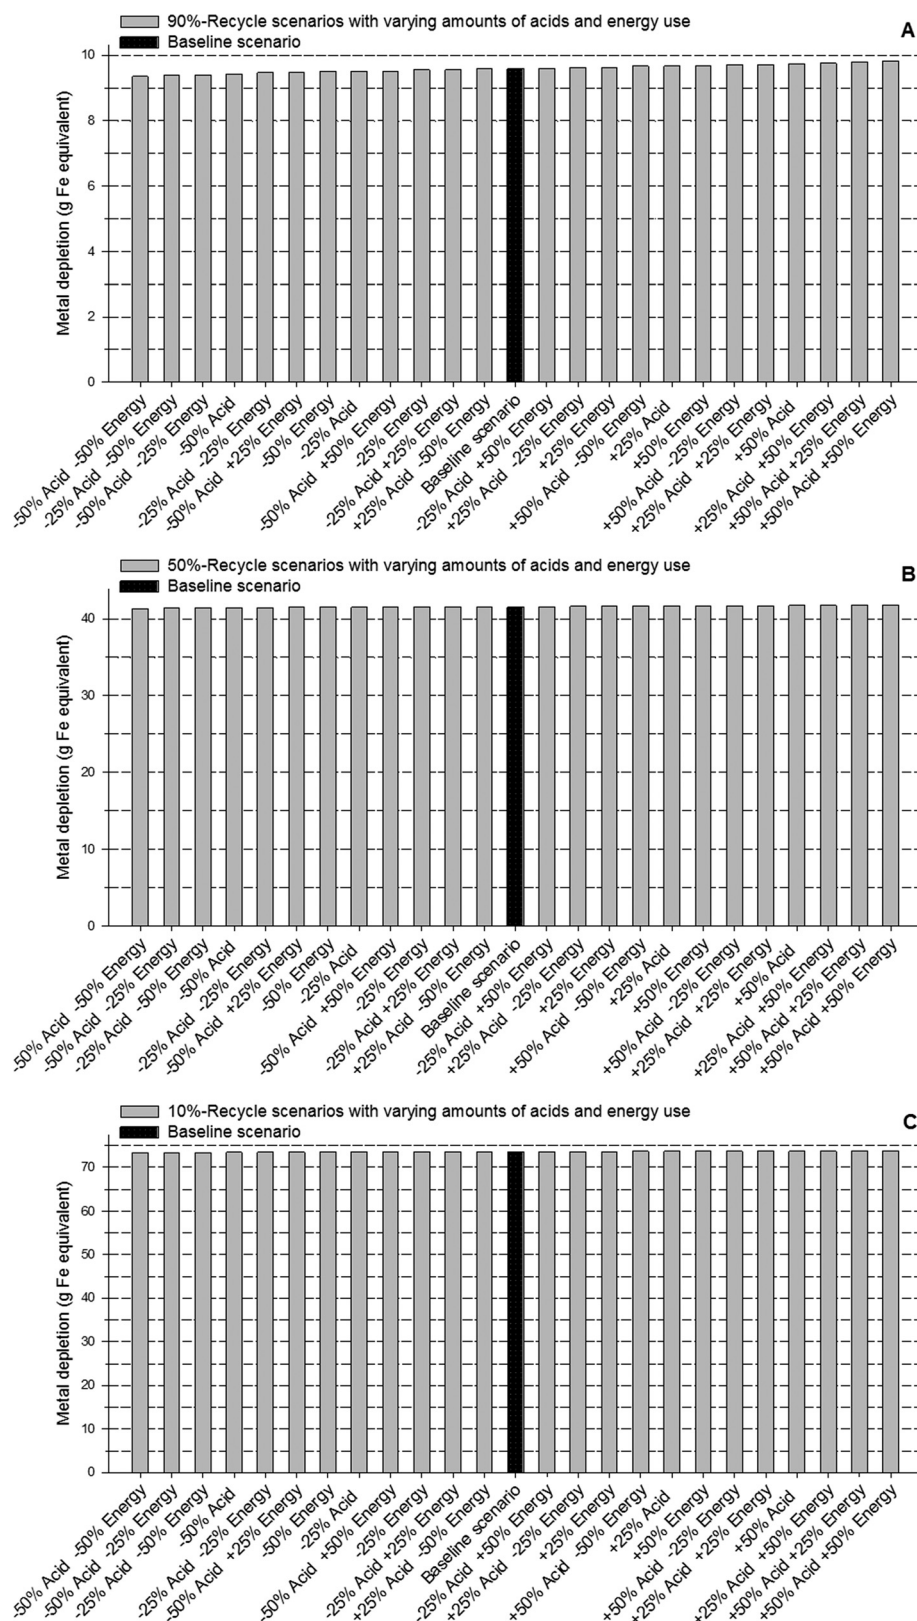 90%-Recycle scenarios with varying amounts of acids and energy use
Baseline scenario
A
Metal depletion (g Fe equivalent)
10
8
6
4
2
0
-50% Acid -50% Energy
-25% Acid -50% Energy
-50% Acid -25% Energy
-50% Acid
-25% Acid -25% Energy
-50% Acid +25% Energy
-50% Energy
-25% Acid
-50% Acid +50% Energy
-25% Energy
-25% Acid +25% Energy
+25% Acid -50% Energy
Baseline scenario
-25% Acid +50% Energy
+25% Acid -25% Energy
+25% Energy
+50% Acid -50% Energy
+25% Acid
+50% Energy
+50% Acid -25% Energy
+25% Acid +25% Energy
+50% Acid
+25% Acid +50% Energy
+50% Acid +25% Energy
+50% Acid +50% Energy
50%-Recycle scenarios with varying amounts of acids and energy use
Baseline scenario
B
Metal depletion (g Fe equivalent)
40
30
20
10
0
-50% Acid -50% Energy
-50% Acid -25% Energy
-25% Acid -50% Energy
-50% Acid
-25% Acid -25% Energy
-50% Acid +25% Energy
-50% Energy
-25% Acid
-50% Acid +50% Energy
-25% Energy
-25% Acid +25% Energy
+25% Acid -50% Energy
Baseline scenario
-25% Acid +50% Energy
+25% Acid -25% Energy
+25% Energy
+50% Acid -50% Energy
+25% Acid
+50% Energy
+50% Acid -25% Energy
+25% Acid +25% Energy
+50% Acid
+25% Acid +50% Energy
+50% Acid +25% Energy
+50% Acid +50% Energy
10%-Recycle scenarios with varying amounts of acids and energy use
Baseline scenario
C
Metal depletion (g Fe equivalent)
70
60
50
40
30
20
10
0
-50% Acid -50% Energy
-50% Acid -25% Energy
-25% Acid -50% Energy
-50% Acid
-25% Acid -25% Energy
-50% Acid +25% Energy
-50% Energy
-25% Acid
-50% Acid +50% Energy
-25% Energy
-25% Acid +25% Energy
+25% Acid -50% Energy
Baseline scenario
-25% Acid +50% Energy
+25% Acid -25% Energy
+25% Energy
+50% Acid -50% Energy
+25% Acid
+50% Energy
+50% Acid -25% Energy
+25% Acid +25% Energy
+50% Acid
+25% Acid +50% Energy
+50% Acid +25% Energy
+50% Acid +50% Energy